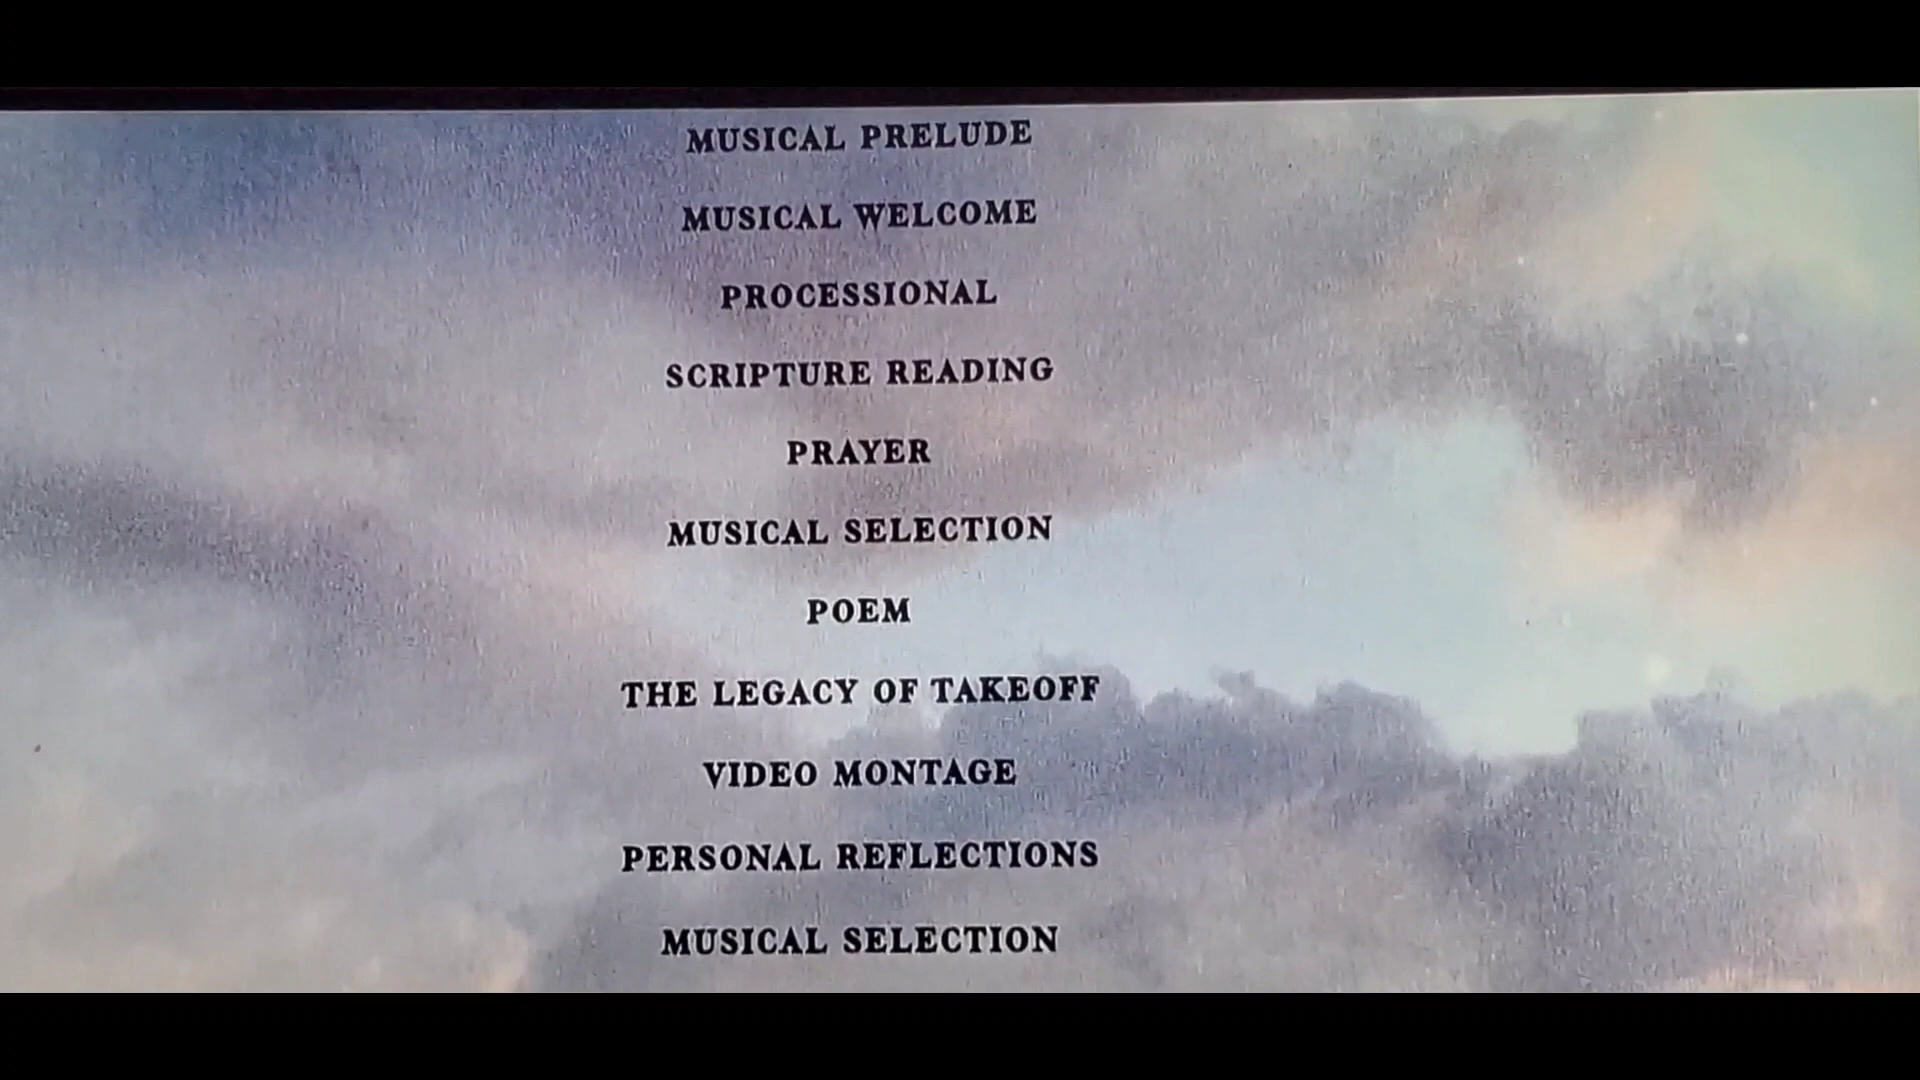 MUSICAL PRELUDE
MUSICAL WELCOME
PROCESSIONAL
SCRIPTURE READING
PRAYER
MUSICAL SELECTION
POEM
THE LEGACY OF TAKEOFF
VIDEO MONTAGE
PERSONAL REFLECTIONS
MUSICAL SELECTION